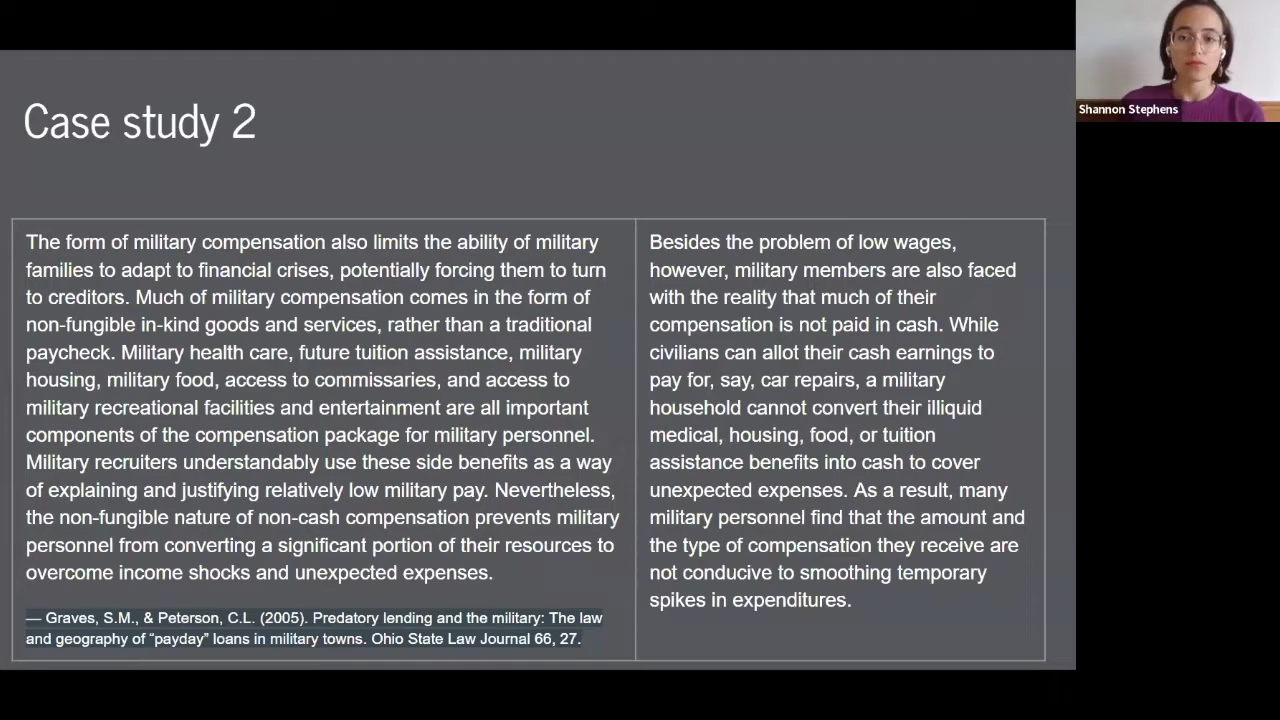 Case study 2
The form of military compensation also limits the ability of military
families to adapt to financial crises, potentially forcing them to turn
to creditors. Much of military compensation comes in the form of
non-fungible in-kind goods and services, rather than a traditional
paycheck. Military health care, future tuition assistance, military
housing, military food, access to commissaries, and access to
military recreational facilities and entertainment are all important
components of the compensation package for military personnel.
Military recruiters understandably use these side benefits as a way
of explaining and justifying relatively low military pay. Nevertheless,
the non-fungible nature of non-cash compensation prevents military
personnel from converting a significant portion of their resources to
overcome income shocks and unexpected expenses.
— Graves, S.M., & Peterson, C.L. (2005). Predatory lending and the military: The law
and geography of “payday” loans in military towns. Ohio State Law Journal 66, 27.
Besides the problem of low wages,
however, military members are also faced
with the reality that much of their
compensation is not paid in cash. While
civilians can allot their cash earnings to
pay for, say, car repairs, a military
household cannot convert their illiquid
medical, housing, food, or tuition
assistance benefits into cash to cover
unexpected expenses. As a result, many
military personnel find that the amount and
the type of compensation they receive are
not conducive to smoothing temporary
spikes in expenditures.
Shannon Stephens